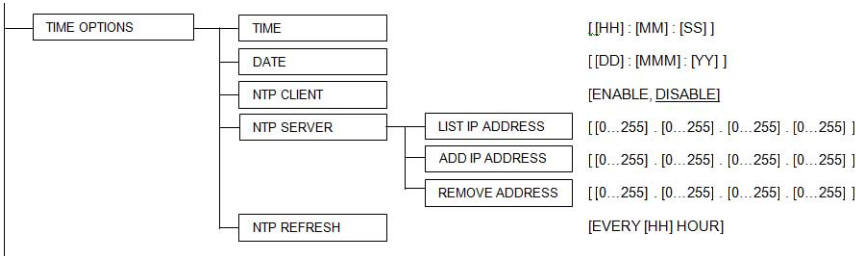 TIME OPTIONS TIME [ [HH] : [MM] : [SS] ]
DATE [ [DD] : [MMM] : [YY] ]
NTP CLIENT [ENABLE, DISABLE]
NTP SERVER LIST IP ADDRESS [ [0...255] . [0...255] . [0...255] . [0...255] ]
ADD IP ADDRESS [ [0...255] . [0...255] . [0...255] . [0...255] ]
REMOVE ADDRESS [ [0...255] . [0...255] . [0...255] . [0...255] ]
NTP REFRESH [EVERY [HH] HOUR]